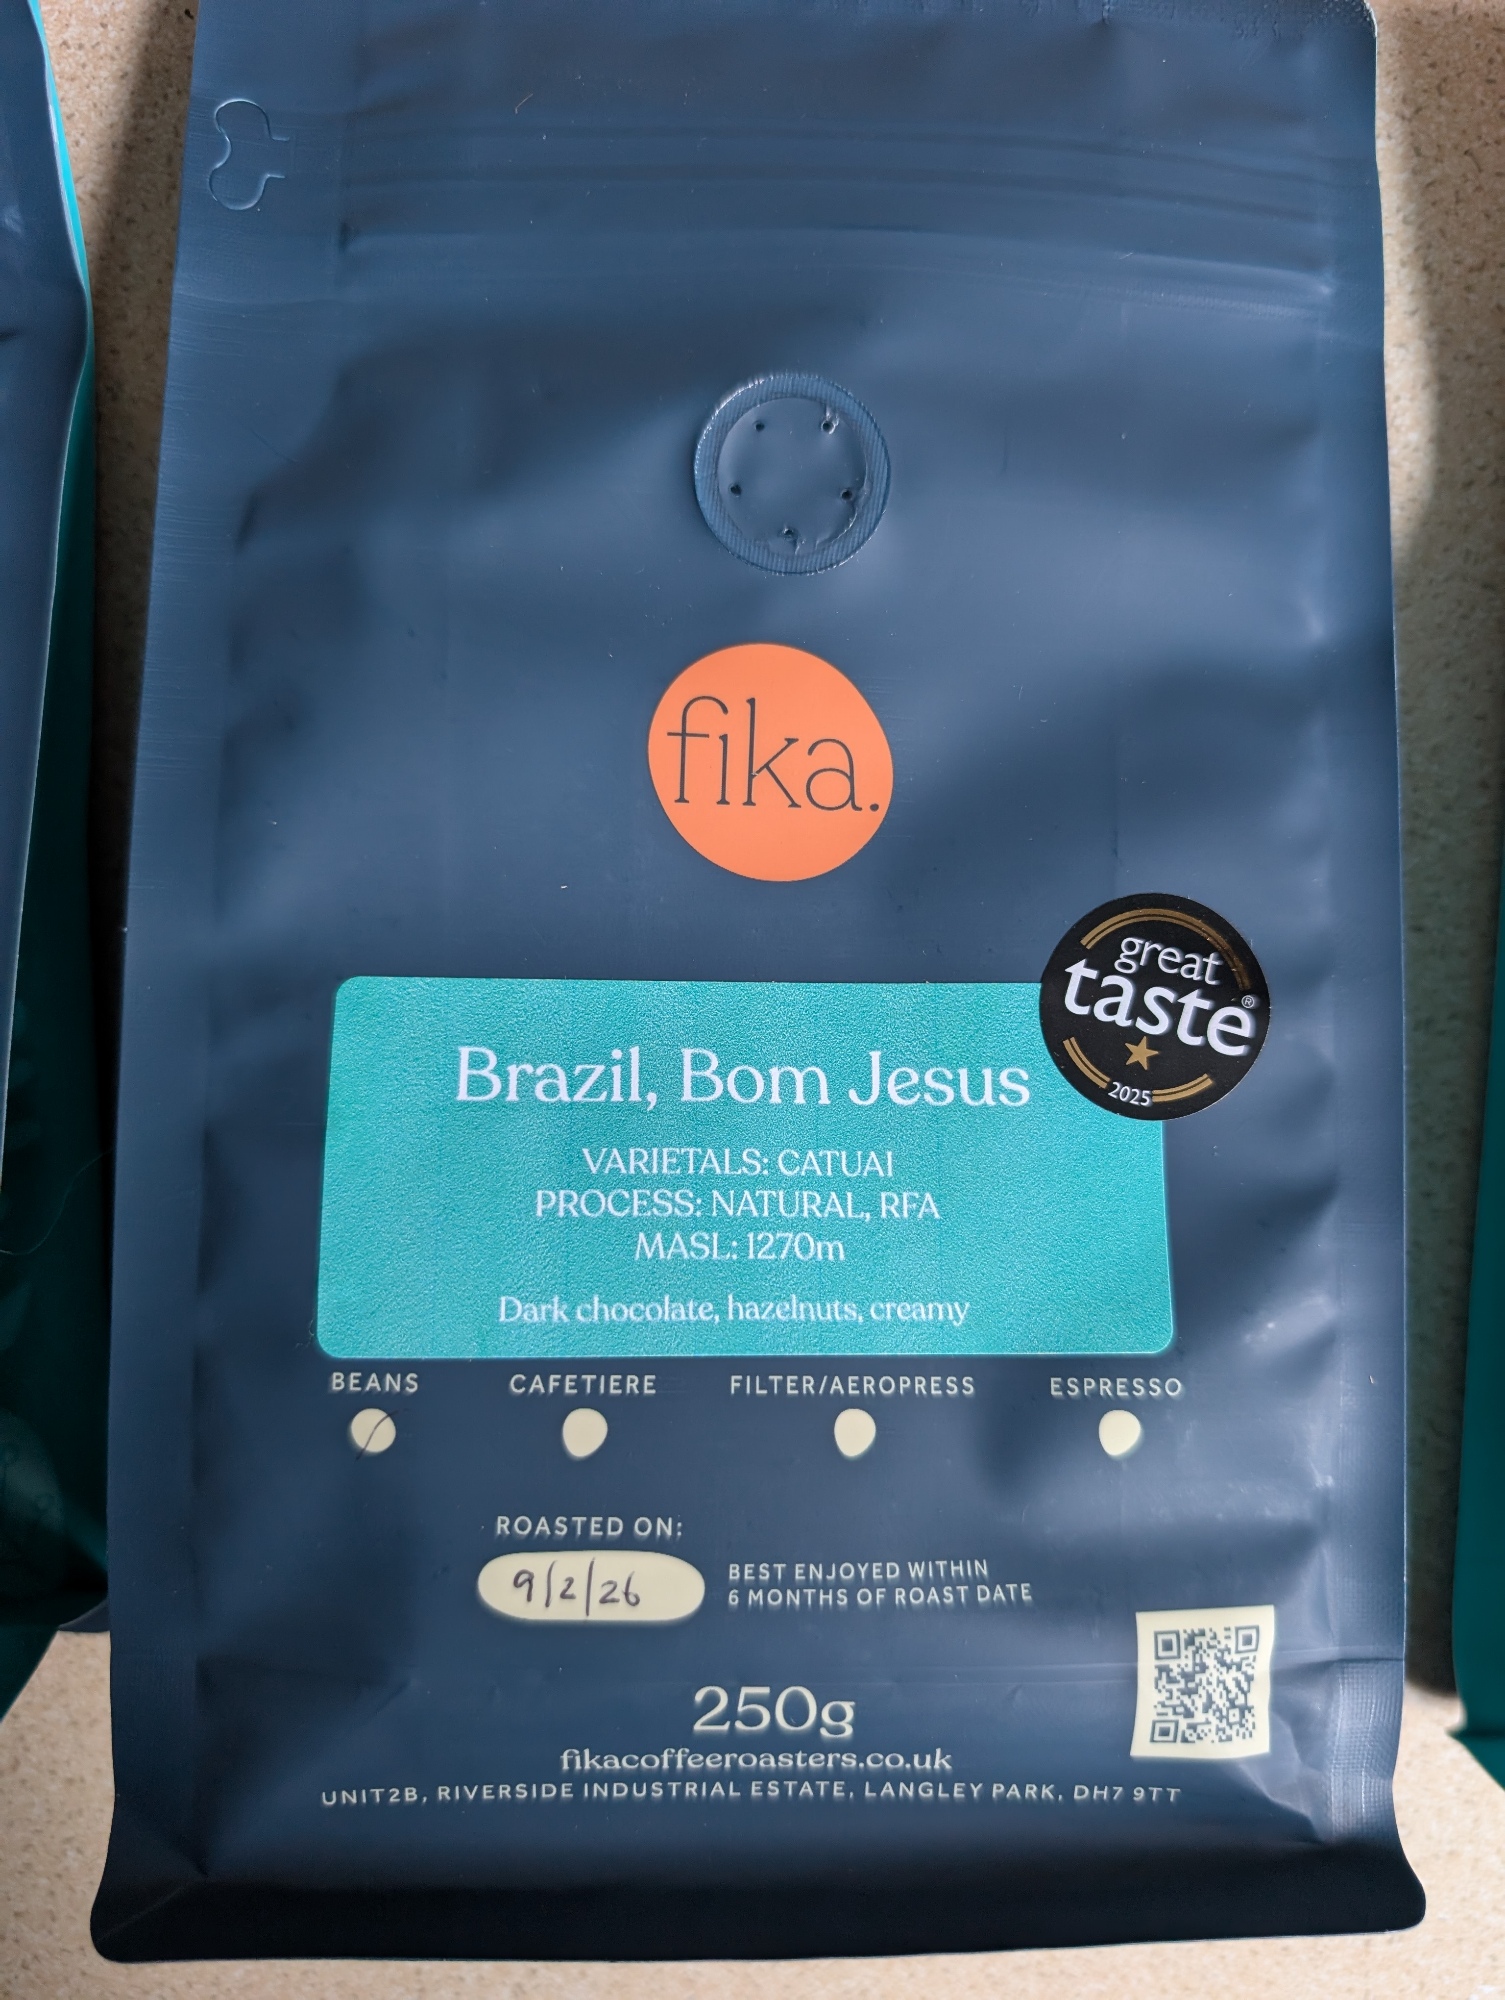 fika.
great
taste®
2025
Brazil, Bom Jesus
VARIETALS: CATUAI
PROCESS: NATURAL, RFA
MASL: 1270m
Dark chocolate, hazelnuts, creamy
BEANS CAFETIERE FILTER/AEROPRESS ESPRESSO
ROASTED ON:
9/2/26
BEST ENJOYED WITHIN
6 MONTHS OF ROAST DATE
250g
fikacoffeeroasters.co.uk
UNIT2B, RIVERSIDE INDUSTRIAL ESTATE, LANGLEY PARK, DH7 9TT